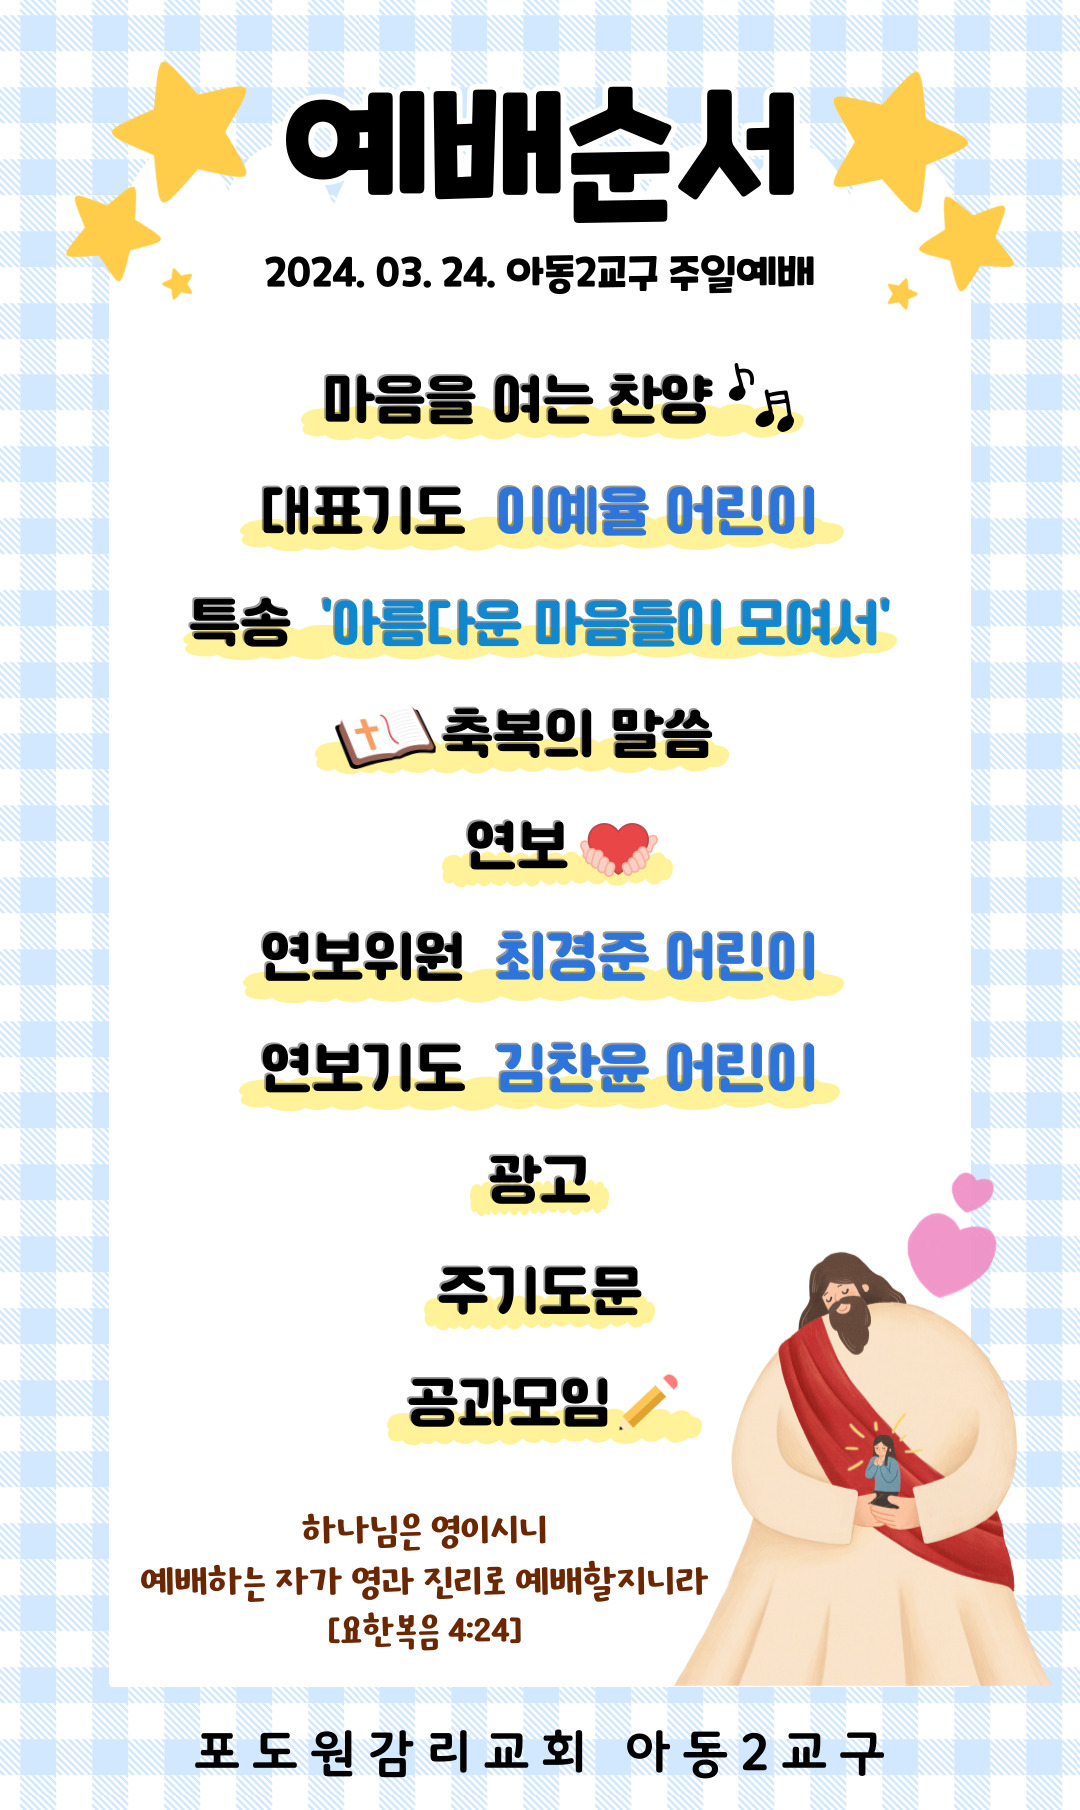 예배순서
2024. 03. 24. 아동2교구 주일예배
마음을 여는 찬양
대표기도 이예율 어린이
특송 '아름다운 마음들이 모여서'
축복의 말씀
연보
연보위원 최경준 어린이
연보기도 김찬윤 어린이
광고
주기도문
공과모임
하나님은 영이시니
예배하는 자가 영과 진리로 예배할지니라
[요한복음 4:24]
포도원감리교회 아동2교구